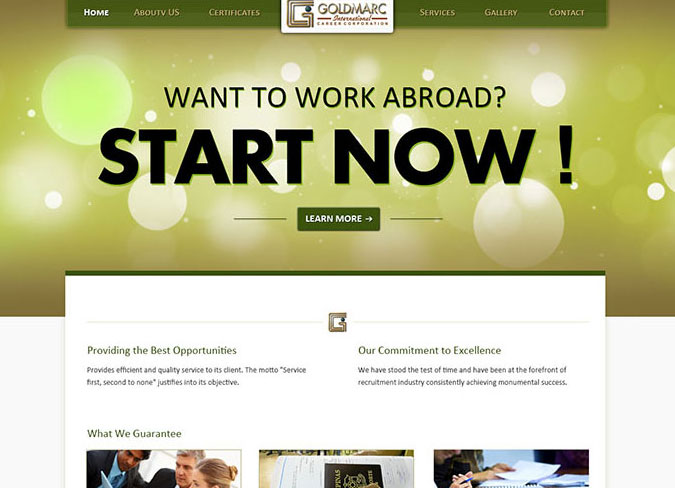 Home Aboutv US Certificates GOLDMARC Services Gallery Contact
International
CAREER CORPORATION
WANT TO WORK ABROAD?
START NOW !
LEARN MORE →
Providing the Best Opportunities
Provides efficient and quality service to its client. The motto "Service
first, second to none" justifies into its objective.
Our Commitment to Excellence
We have stood the test of time and have been at the forefront of
recruitment industry consistently achieving monumental success.
What We Guarantee